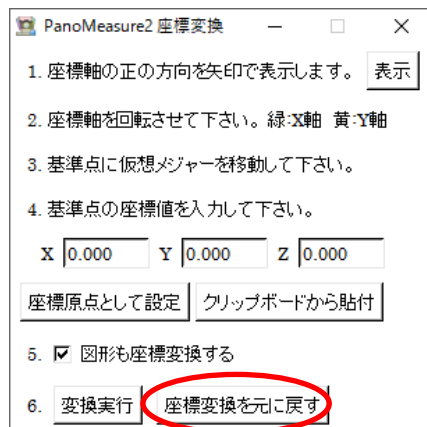 PanoMeasure2 座標変換
1. 座標軸の正の方向を矢印で表示します。 表示
2. 座標軸を回転させて下さい。緑:X軸 黄:Y軸
3. 基準点に仮想メジャーを移動して下さい。
4. 基準点の座標値を入力して下さい。
X 0.000 Y 0.000 Z 0.000
座標原点として設定 クリップボードから貼付
5. 図形も座標変換する
6. 変換実行 座標変換を元に戻す